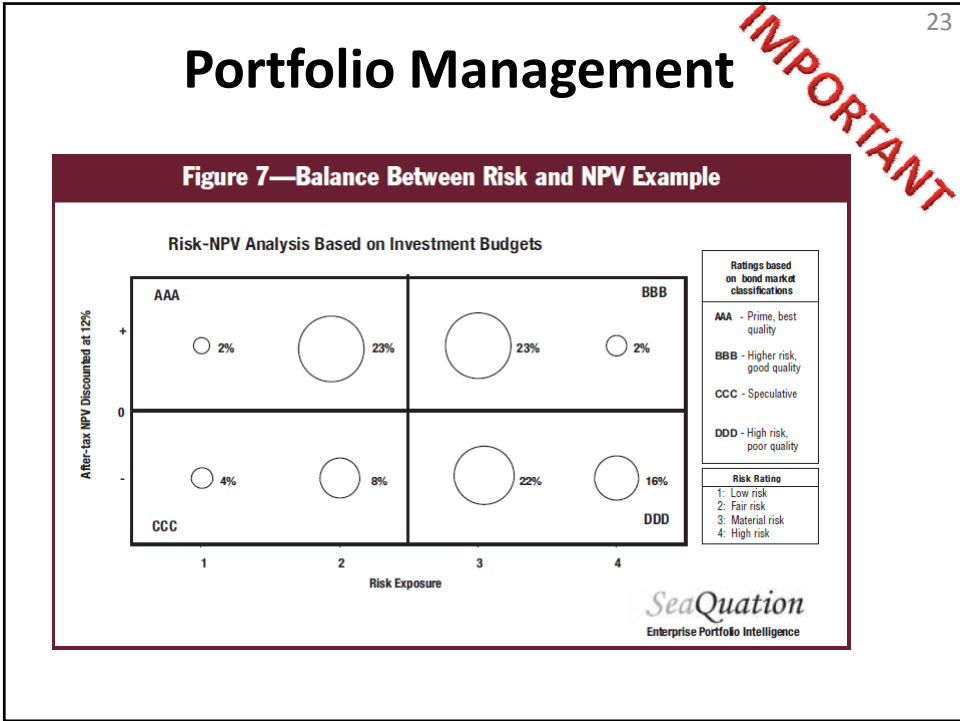 23
Portfolio Management
IMPORTANT
Figure 7—Balance Between Risk and NPV Example
Risk-NPV Analysis Based on Investment Budgets
After-tax NPV Discounted at 12%
+
0
-
AAA
2%
23%
BBB
23%
2%
4%
8%
CCC
22%
16%
DDD
1
2
3
4
Risk Exposure
Ratings based
on bond market
classifications
AAA - Prime, best
quality
BBB - Higher risk,
good quality
CCC - Speculative
DDD - High risk,
poor quality
Risk Rating
1: Low risk
2: Fair risk
3: Material risk
4: High risk
SeaQuation
Enterprise Portfolio Intelligence